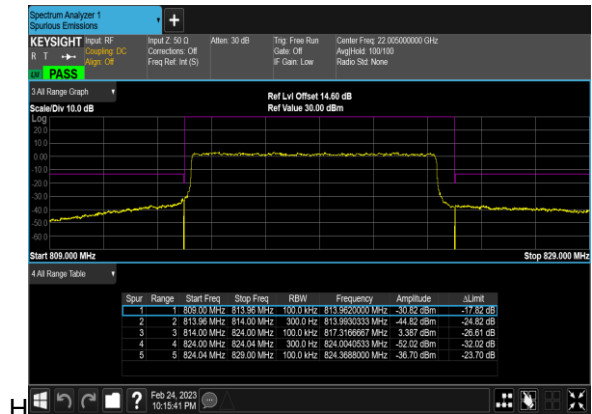 Spectrum Analyzer 1
Spurious Emissions
+
KEYSIGHT Input: RF Input Z: 50 Ω Atten: 30 dB Trig: Free Run Center Freq: 22.005000000 GHz
R T Coupling: DC Corrections: Off Gate: Off Avg|Hold: 100/100
Align: Off Freq Ref: Int (S) IF Gain: Low Radio Std: None
LXI PASS
3 All Range Graph
Ref Lvl Offset 14.60 dB
Scale/Div 10.0 dB Ref Value 30.00 dBm
Log
20.0
10.0
0.00
-10.0
-20.0
-30.0
-40.0
-50.0
-60.0
Start 809.000 MHz Stop 829.000 MHz
4 All Range Table
Spur Range Start Freq Stop Freq RBW Frequency Amplitude ΔLimit
1 1 809.00 MHz 813.96 MHz 100.0 kHz 813.9620000 MHz -30.82 dBm -17.82 dB
2 2 813.96 MHz 814.00 MHz 300.0 Hz 813.9930333 MHz -44.82 dBm -24.82 dB
3 3 814.00 MHz 824.00 MHz 100.0 kHz 817.3166667 MHz 3.387 dBm -26.61 dB
4 4 824.00 MHz 824.04 MHz 300.0 Hz 824.0040533 MHz -52.02 dBm -32.02 dB
5 5 824.04 MHz 829.00 MHz 100.0 kHz 824.3688000 MHz -36.70 dBm -23.70 dB
H
? Feb 24, 2023
10:15:41 PM